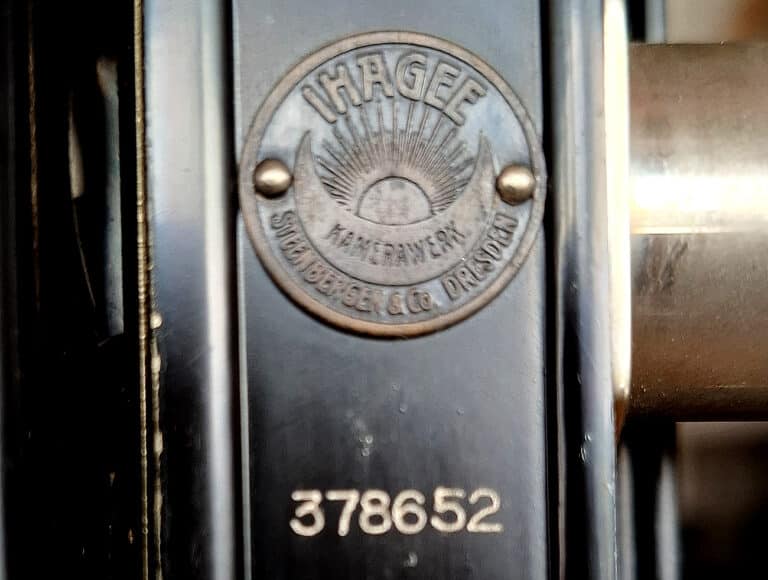 IHAGEE
KAMERAWERK
STEENBERGEN & Co. DRESDEN
378652